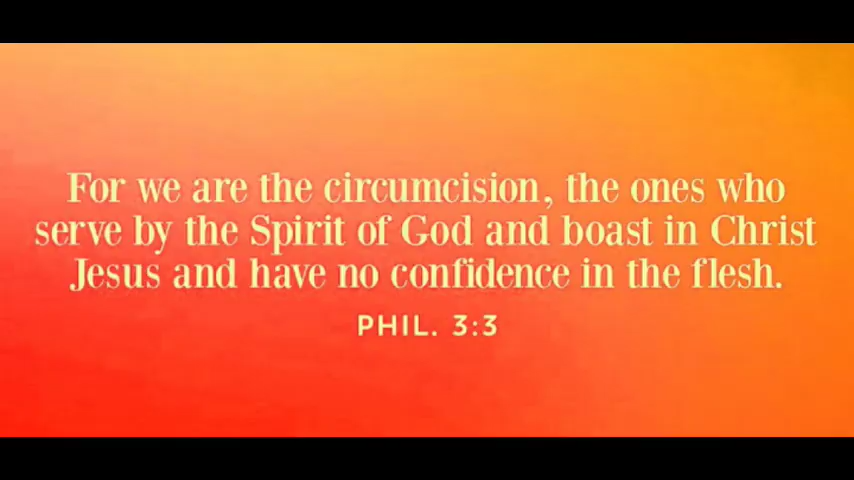 For we are the circumcision, the ones who
serve by the Spirit of God and boast in Christ
Jesus and have no confidence in the flesh.
PHIL. 3:3